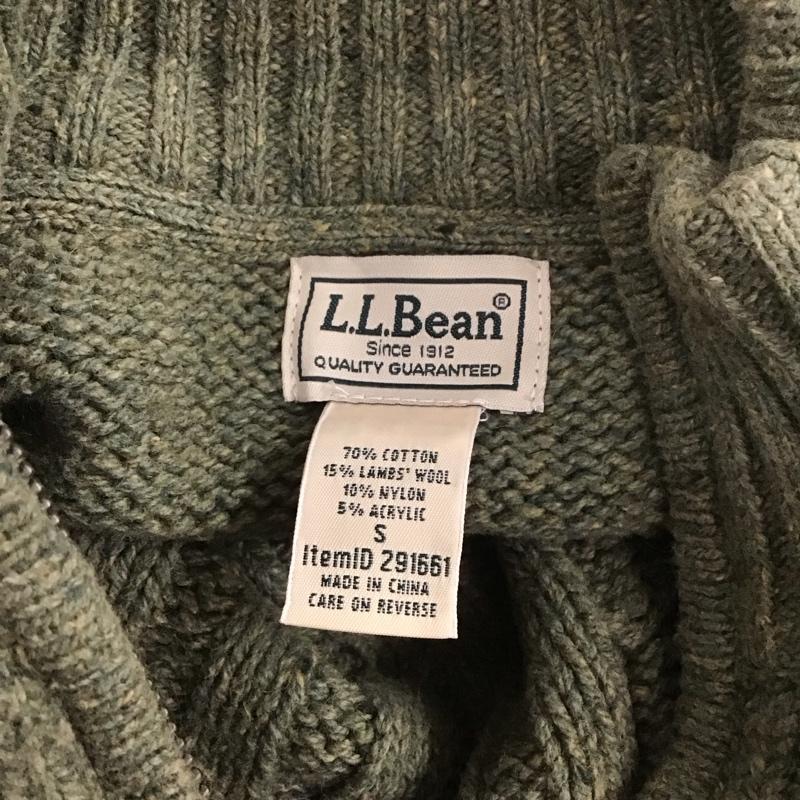 L.L.Bean®
Since 1912
QUALITY GUARANTEED
70% COTTON
15% LAMBS' WOOL
10% NYLON
5% ACRYLIC
S
ItemID 291661
MADE IN CHINA
CARE ON REVERSE